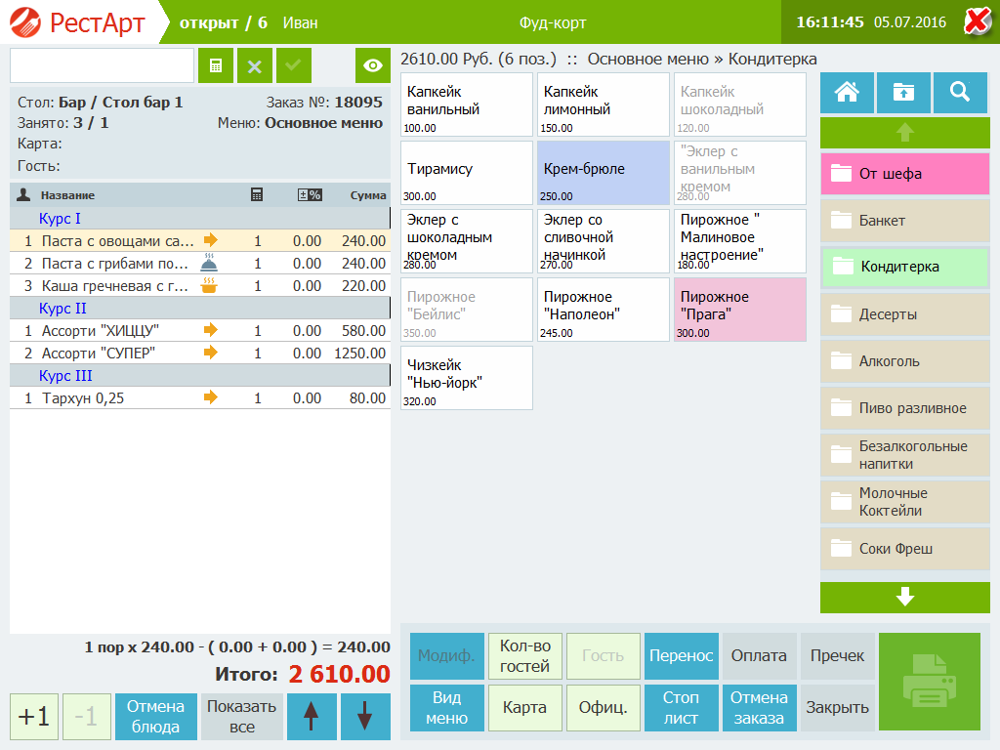 РестАрт
открыт / 6 Иван
Фуд-корт
16:11:45 05.07.2016
2610.00 Руб. (6 поз.) :: Основное меню » Кондитерка
Стол: Бар / Стол бар 1 Заказ №: 18095
Занято: 3 / 1 Меню: Основное меню
Карта:
Гость:
Название Сумма
Курс I
1 Паста с овощами са... 1 0.00 240.00
2 Паста с грибами по... 1 0.00 240.00
3 Каша гречневая с г... 1 0.00 220.00
Курс II
1 Ассорти "ХИЦЦУ" 1 0.00 580.00
2 Ассорти "СУПЕР" 1 0.00 1250.00
Курс III
1 Тархун 0,25 1 0.00 80.00
1 пор x 240.00 - ( 0.00 + 0.00 ) = 240.00
Итого: 2 610.00
+1
-1
Отмена
блюда
Показать
все
Капкейк
ванильный
100.00
Капкейк
лимонный
150.00
Капкейк
шоколадный
120.00
Тирамису
300.00
Крем-брюле
250.00
"Эклер с
ванильным
кремом
280.00
Эклер с
шоколадным
кремом
280.00
Эклер со
сливочной
начинкой
270.00
Пирожное "
Малиновое
настроение"
180.00
Пирожное
"Бейлис"
350.00
Пирожное
"Наполеон"
245.00
Пирожное
"Прага"
300.00
Чизкейк
"Нью-йорк"
320.00
От шефа
Банкет
Кондитерка
Десерты
Алкоголь
Пиво разливное
Безалкогольные
напитки
Молочные
Коктейли
Соки Фреш
Модиф.
Кол-во
гостей
Гость
Перенос
Оплата
Пречек
Вид
меню
Карта
Офиц.
Стоп
лист
Отмена
заказа
Закрыть